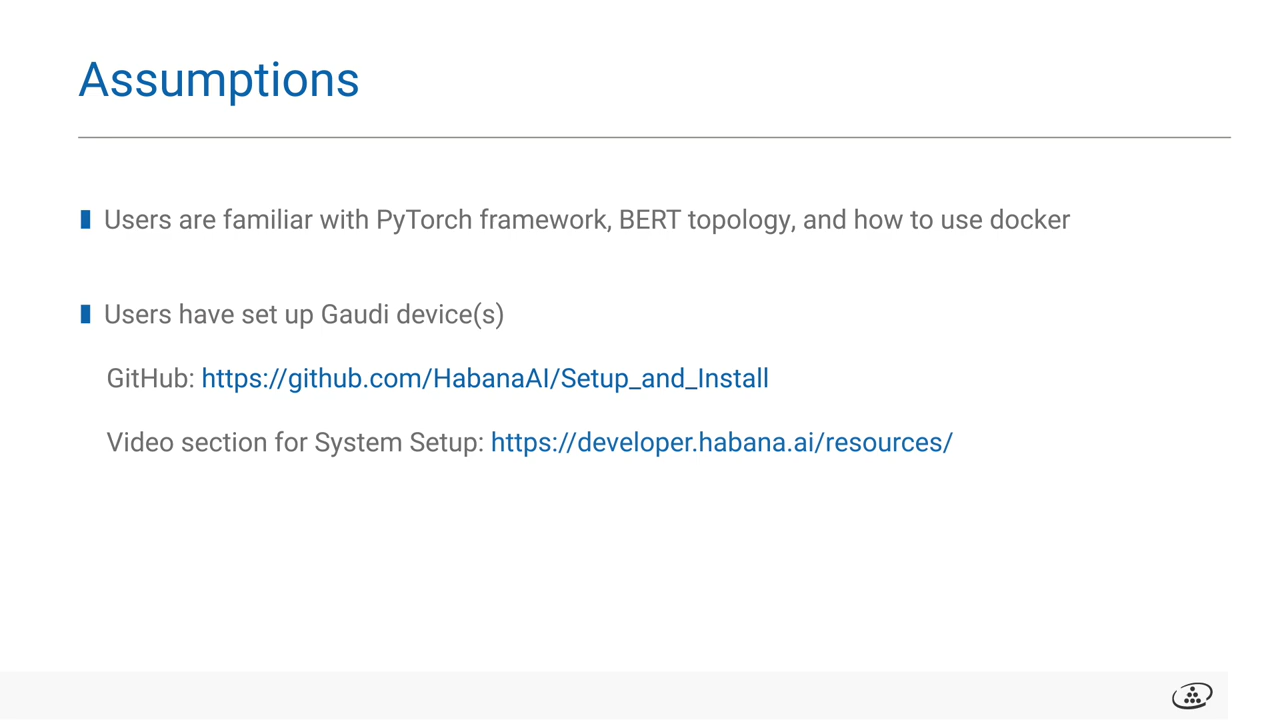 Assumptions
Users are familiar with PyTorch framework, BERT topology, and how to use docker
Users have set up Gaudi device(s)
GitHub: https://github.com/HabanaAI/Setup_and_Install
Video section for System Setup: https://developer.habana.ai/resources/